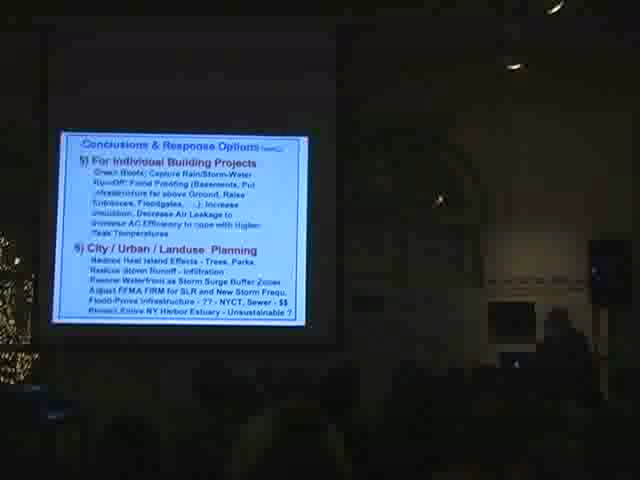 Conclusions & Response Options
5) For Individual Building Projects
Green Roofs; Capture Rain/Storm-Water
Runoff; Flood Proofing (Basements, Put
Infrastructure far above Ground, Raise
Entrances, Floodgates, ....); Increase
Insulation, Decrease Air Leakage to
Increase AC Efficiency to cope with Higher
Peak Temperatures
6) City / Urban / Landuse Planning
Reduce Heat Island Effects - Trees, Parks,
Reduce Storm Runoff - Infiltration
Rezone Waterfront as Storm Surge Buffer Zones
Adjust FEMA FIRM for SLR and New Storm Frequ.
Flood-Prove Infrastructure - ?? - NYCT, Sewer - $$
Protect Entire NY Harbor Estuary - Unsustainable ?